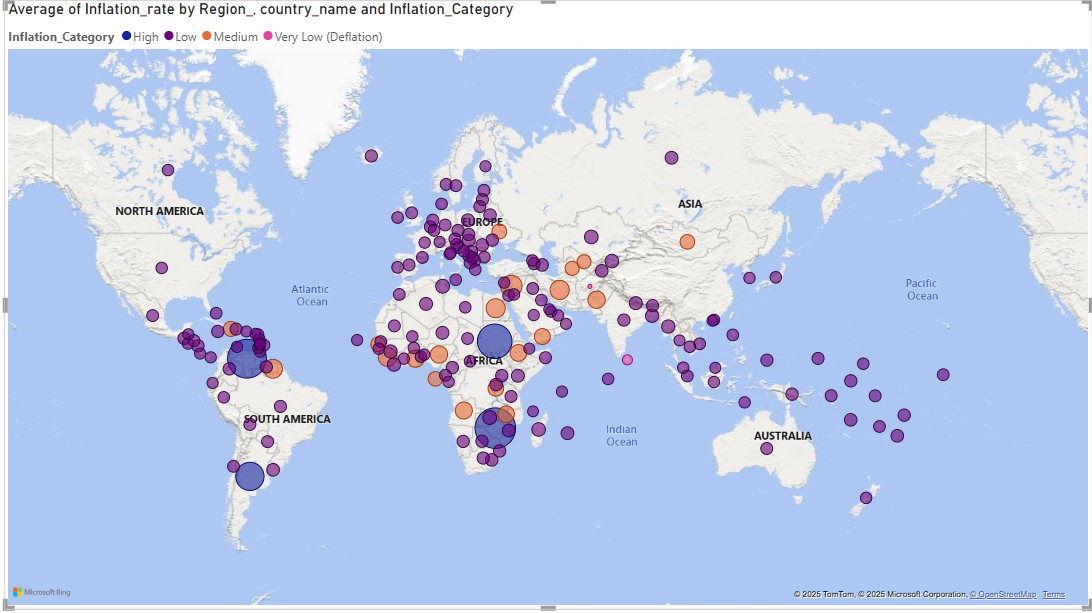 Average of Inflation_rate by Region_, country_name and Inflation_Category
Inflation_Category High Low Medium Very Low (Deflation)
NORTH AMERICA
ASIA
EUROPE
Atlantic
Ocean
Pacific
Ocean
AFRICA
SOUTH AMERICA
Indian
Ocean
AUSTRALIA
Microsoft Bing
© 2025 TomTom, © 2025 Microsoft Corporation, © OpenStreetMap Terms